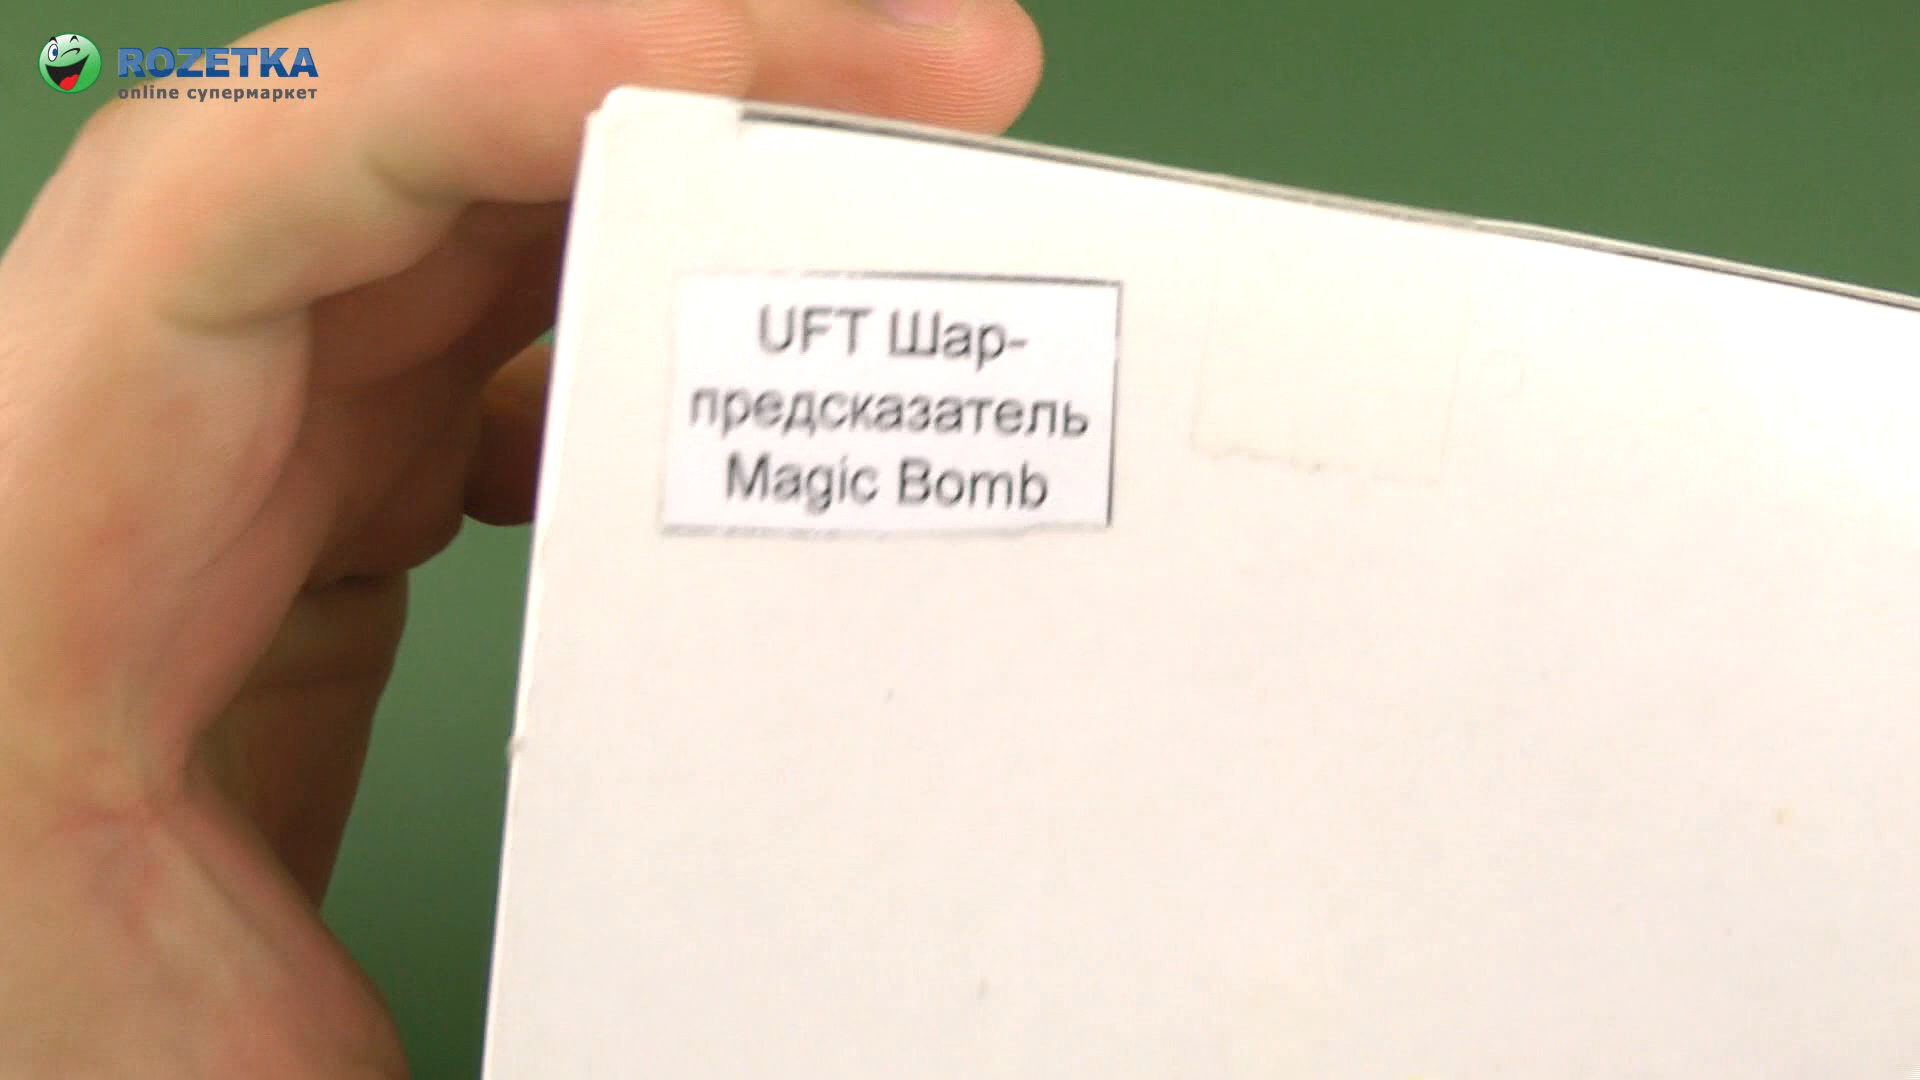 ROZETKA
online супермаркет
UFT Шар-
предсказатель
Magic Bomb